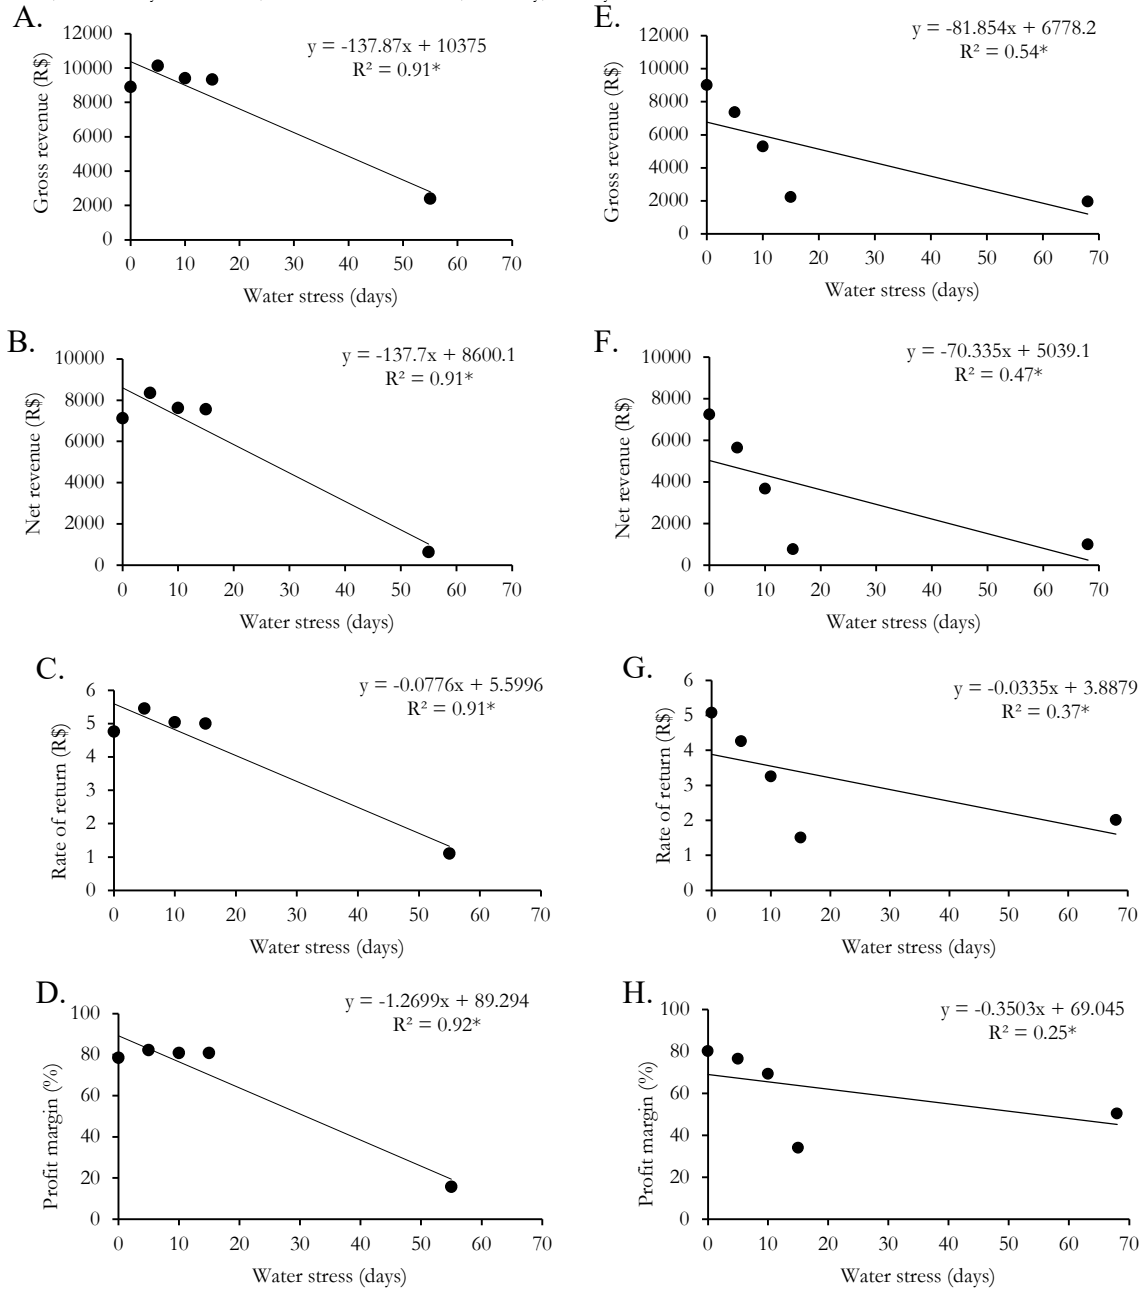 A.
y = -137.87x + 10375
R² = 0.91*
Gross revenue (R$)
12000
10000
8000
6000
4000
2000
0
0 10 20 30 40 50 60 70
Water stress (days)
E.
y = -81.854x + 6778.2
R² = 0.54*
Gross revenue (R$)
12000
10000
8000
6000
4000
2000
0
0 10 20 30 40 50 60 70
Water stress (days)
B.
y = -137.7x + 8600.1
R² = 0.91*
Net revenue (R$)
10000
8000
6000
4000
2000
0
0 10 20 30 40 50 60 70
Water stress (days)
F.
y = -70.335x + 5039.1
R² = 0.47*
Net revenue (R$)
10000
8000
6000
4000
2000
0
0 10 20 30 40 50 60 70
Water stress (days)
C.
y = -0.0776x + 5.5996
R² = 0.91*
Rate of return (R$)
6
5
4
3
2
1
0
0 10 20 30 40 50 60 70
Water stress (days)
G.
y = -0.0335x + 3.8879
R² = 0.37*
Rate of return (R$)
6
5
4
3
2
1
0
0 10 20 30 40 50 60 70
Water stress (days)
D.
y = -1.2699x + 89.294
R² = 0.92*
Profit margin (%)
100
80
60
40
20
0
0 10 20 30 40 50 60 70
Water stress (days)
H.
y = -0.3503x + 69.045
R² = 0.25*
Profit margin (%)
100
80
60
40
20
0
0 10 20 30 40 50 60 70
Water stress (days)